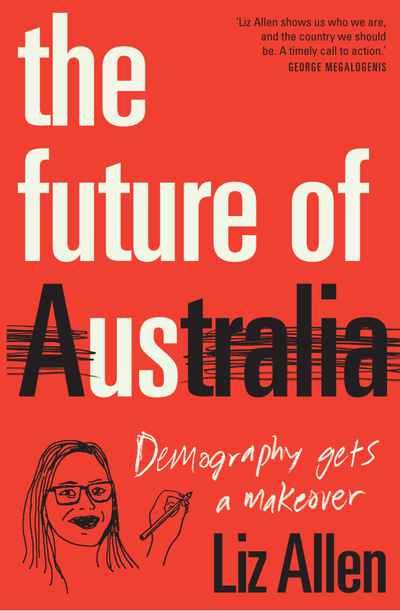 the
'Liz Allen shows us who we are,
and the country we should
be. A timely call to action.'
GEORGE MEGALOGENIS
future of
Australia
Demography gets
a makeover
Liz Allen